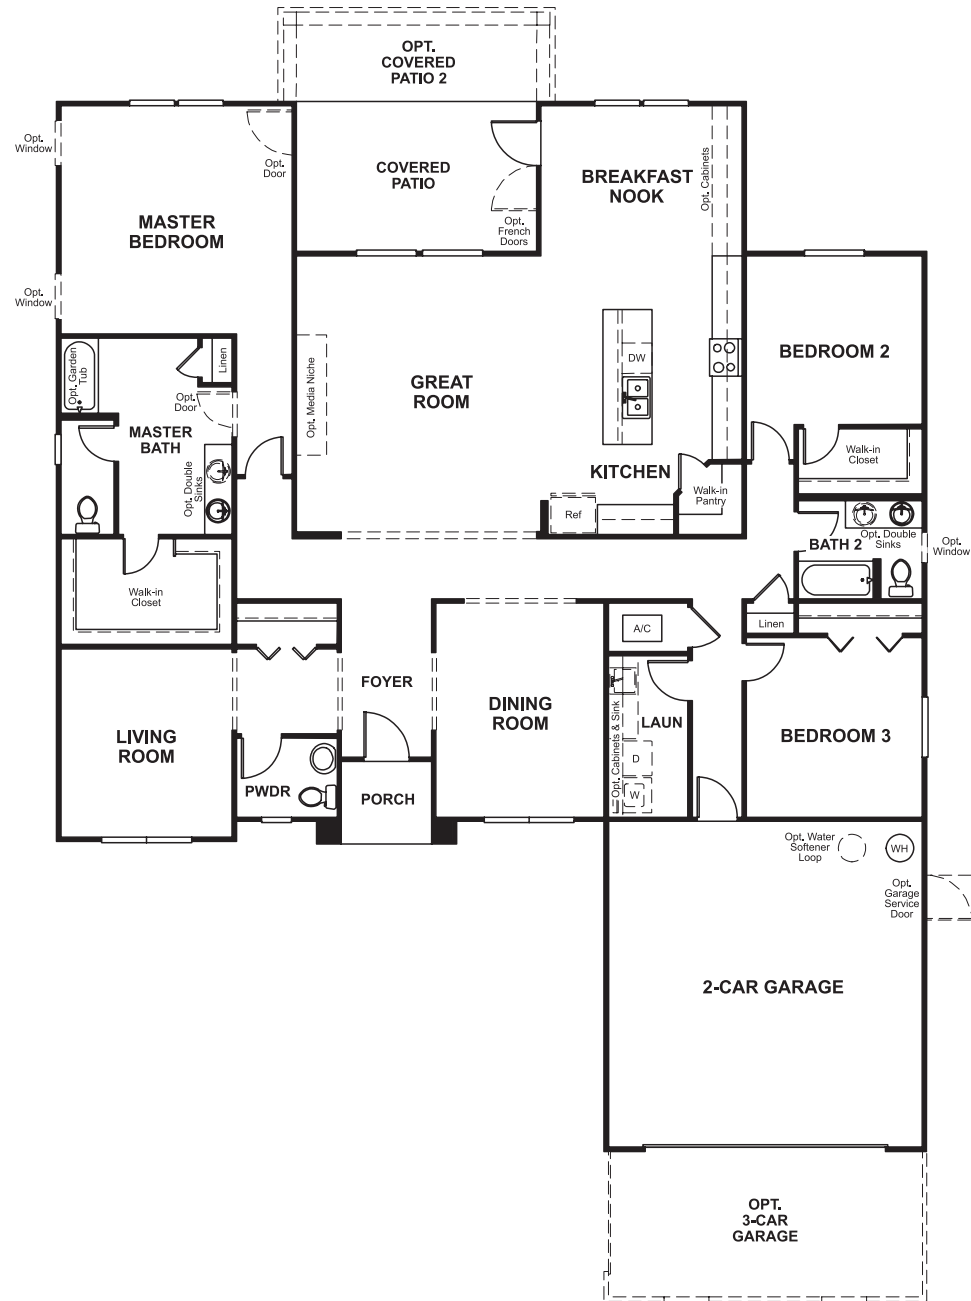 OPT.
COVERED
PATIO 2
Opt.
Window
Opt.
Door
COVERED
PATIO
BREAKFAST
NOOK
Opt. Cabinets
MASTER
BEDROOM
Opt.
French
Doors
Opt.
Window
Opt. Garden
Tub
Linen
Opt.
Door
MASTER
BATH
Opt. Double
Sinks
Opt. Media Niche
GREAT
ROOM
DW
BEDROOM 2
KITCHEN
Walk-in
Closet
Walk-in
Pantry
Ref
BATH 2
Opt. Double
Sinks
Opt.
Window
Walk-in
Closet
A/C
Linen
FOYER
LIVING
ROOM
DINING
ROOM
Opt. Cabinets & Sink
LAUN
D
W
BEDROOM 3
PWDR
PORCH
Opt. Water
Softener
Loop
WH
Opt.
Garage
Service
Door
2-CAR GARAGE
OPT.
3-CAR
GARAGE